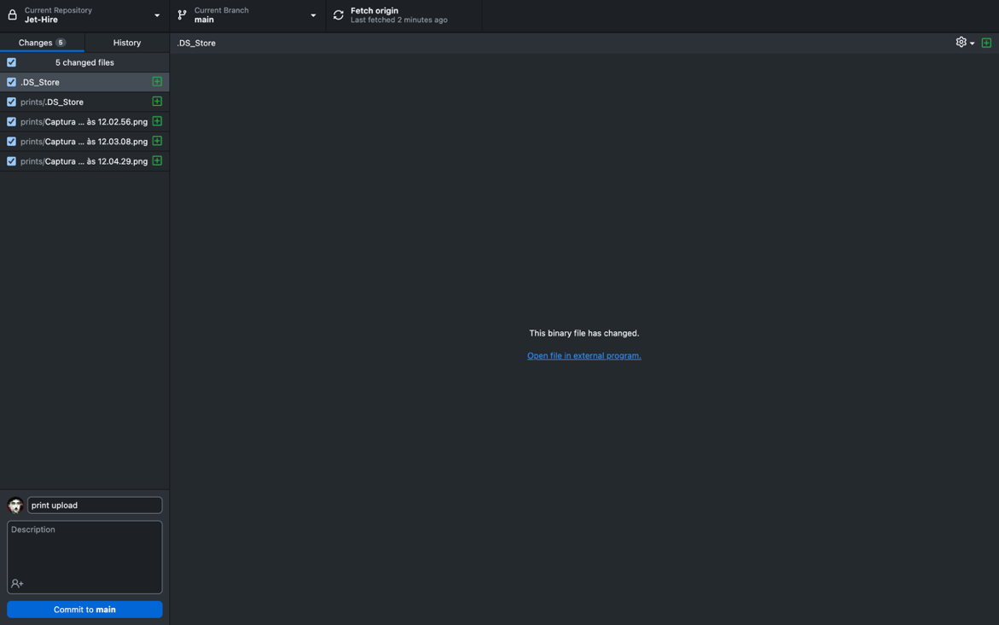 Current Repository
Jet-Hire
Current Branch
main
Fetch origin
Last fetched 2 minutes ago
Changes 5
History
.DS_Store
5 changed files
.DS_Store
prints/.DS_Store
prints/Captura ... às 12.02.56.png
prints/Captura ... às 12.03.08.png
prints/Captura ... às 12.04.29.png
This binary file has changed.
Open file in external program.
print upload
Description
Commit to main